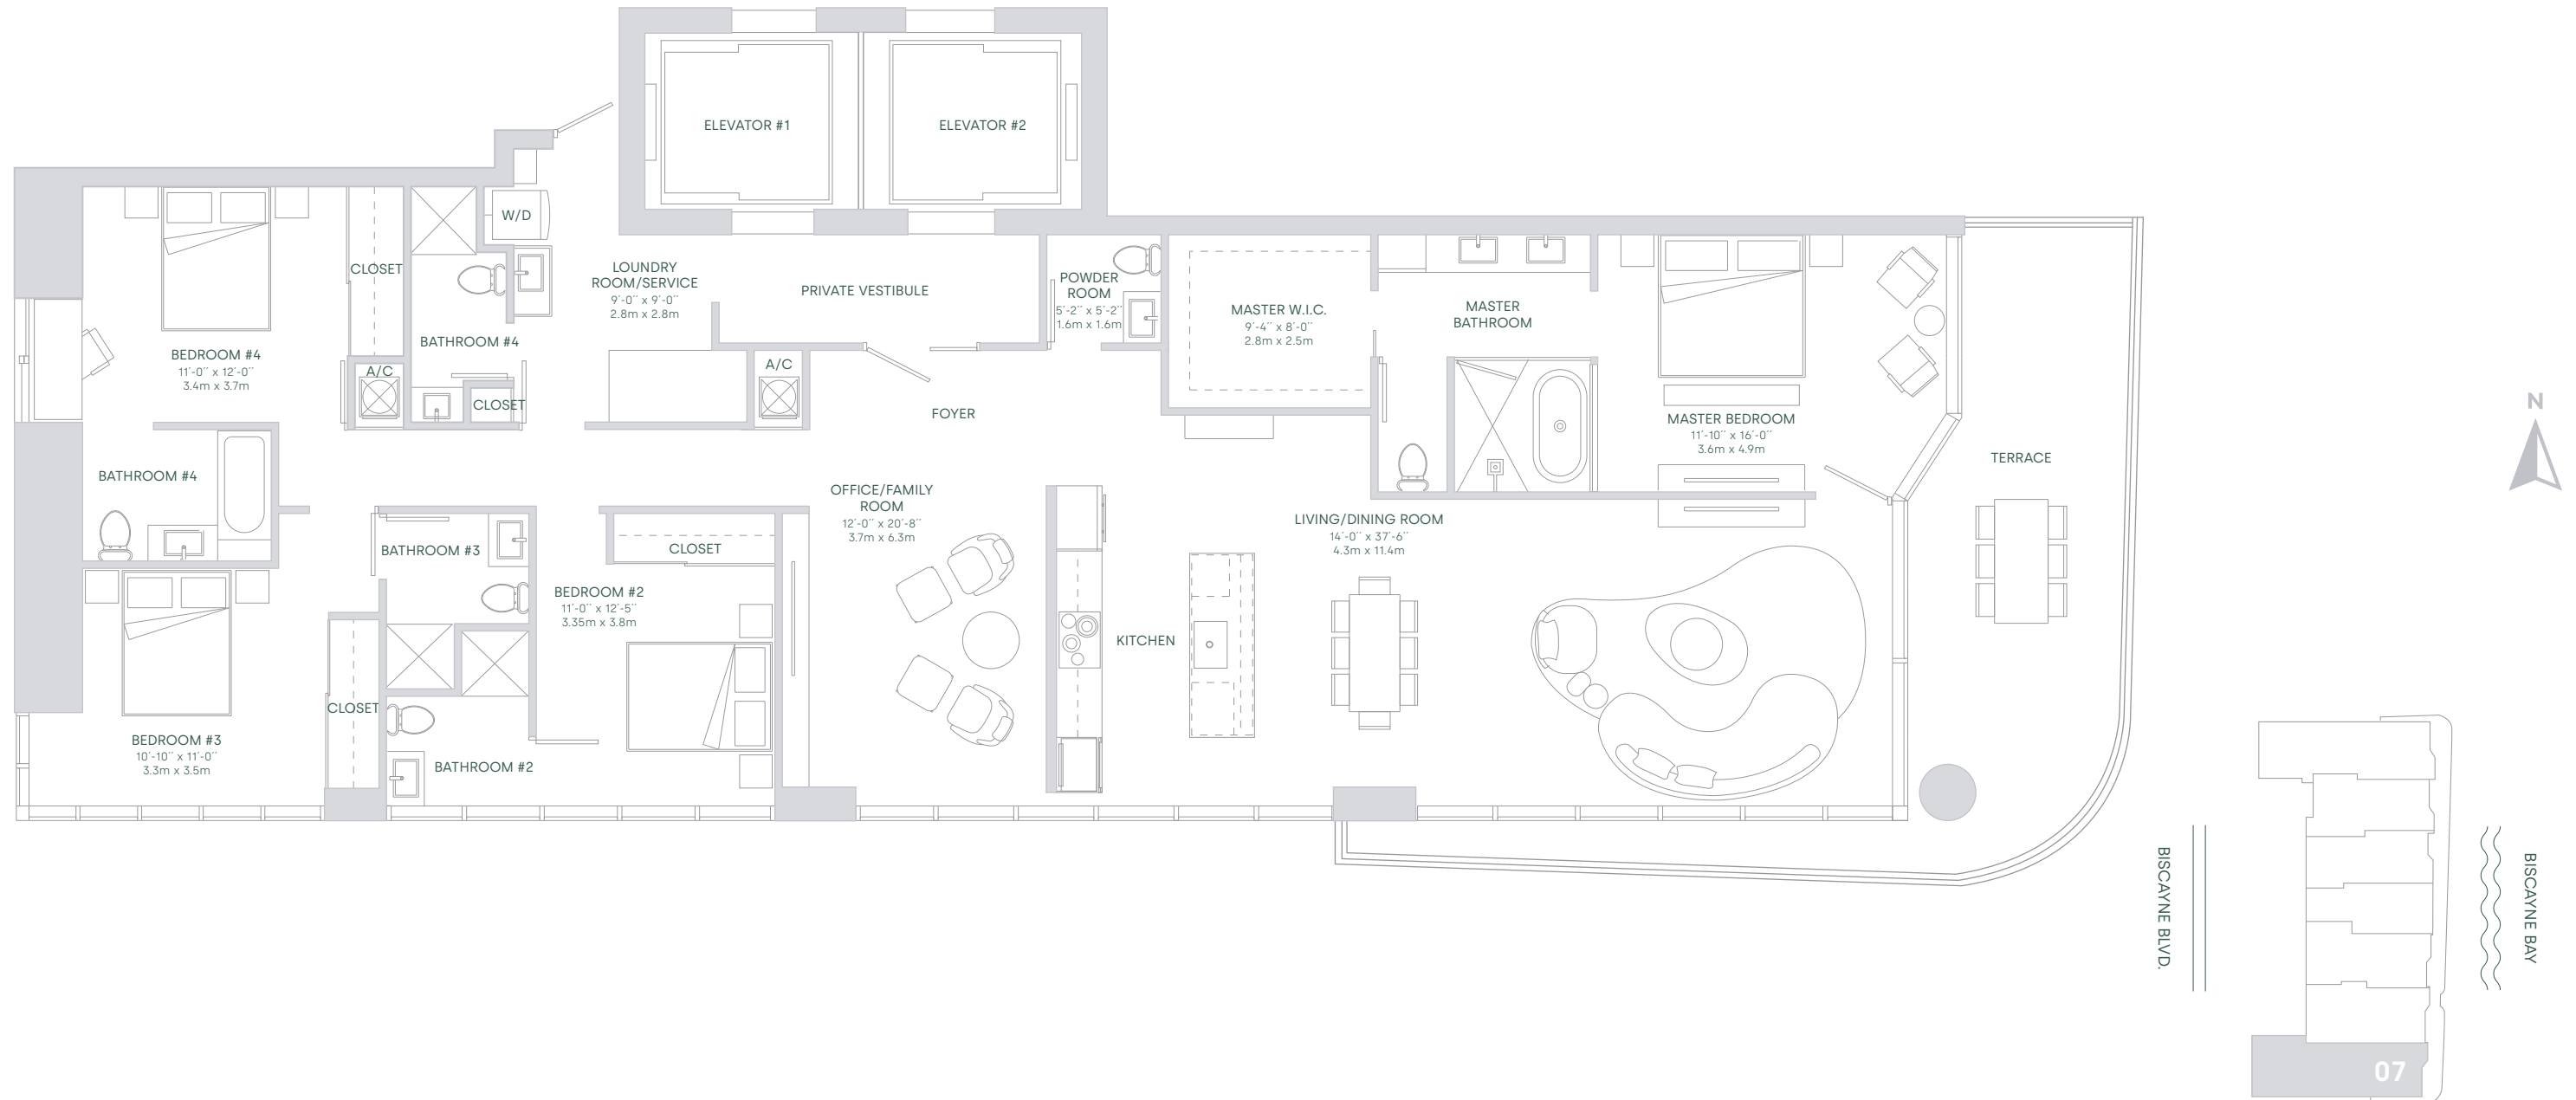 ELEVATOR #1
ELEVATOR #2
W/D
CLOSET
LOUNDRY
ROOM/SERVICE
9'-0'' x 9'-0''
2.8m x 2.8m
PRIVATE VESTIBULE
POWDER
ROOM
5'-2'' x 5'-2''
1.6m x 1.6m
MASTER W.I.C.
9'-4'' x 8'-0''
2.8m x 2.5m
MASTER
BATHROOM
BEDROOM #4
11'-0'' x 12'-0''
3.4m x 3.7m
A/C
BATHROOM #4
CLOSET
A/C
FOYER
MASTER BEDROOM
11'-10'' x 16'-0''
3.6m x 4.9m
TERRACE
N
BATHROOM #4
OFFICE/FAMILY
ROOM
12'-0'' x 20'-8''
3.7m x 6.3m
LIVING/DINING ROOM
14'-0'' x 37'-6''
4.3m x 11.4m
BATHROOM #3
CLOSET
BEDROOM #2
11'-0'' x 12'-5''
3.35m x 3.8m
KITCHEN
CLOSET
BEDROOM #3
10'-10'' x 11'-0''
3.3m x 3.5m
BATHROOM #2
BISCAYNE BLVD.
BISCAYNE BAY
07